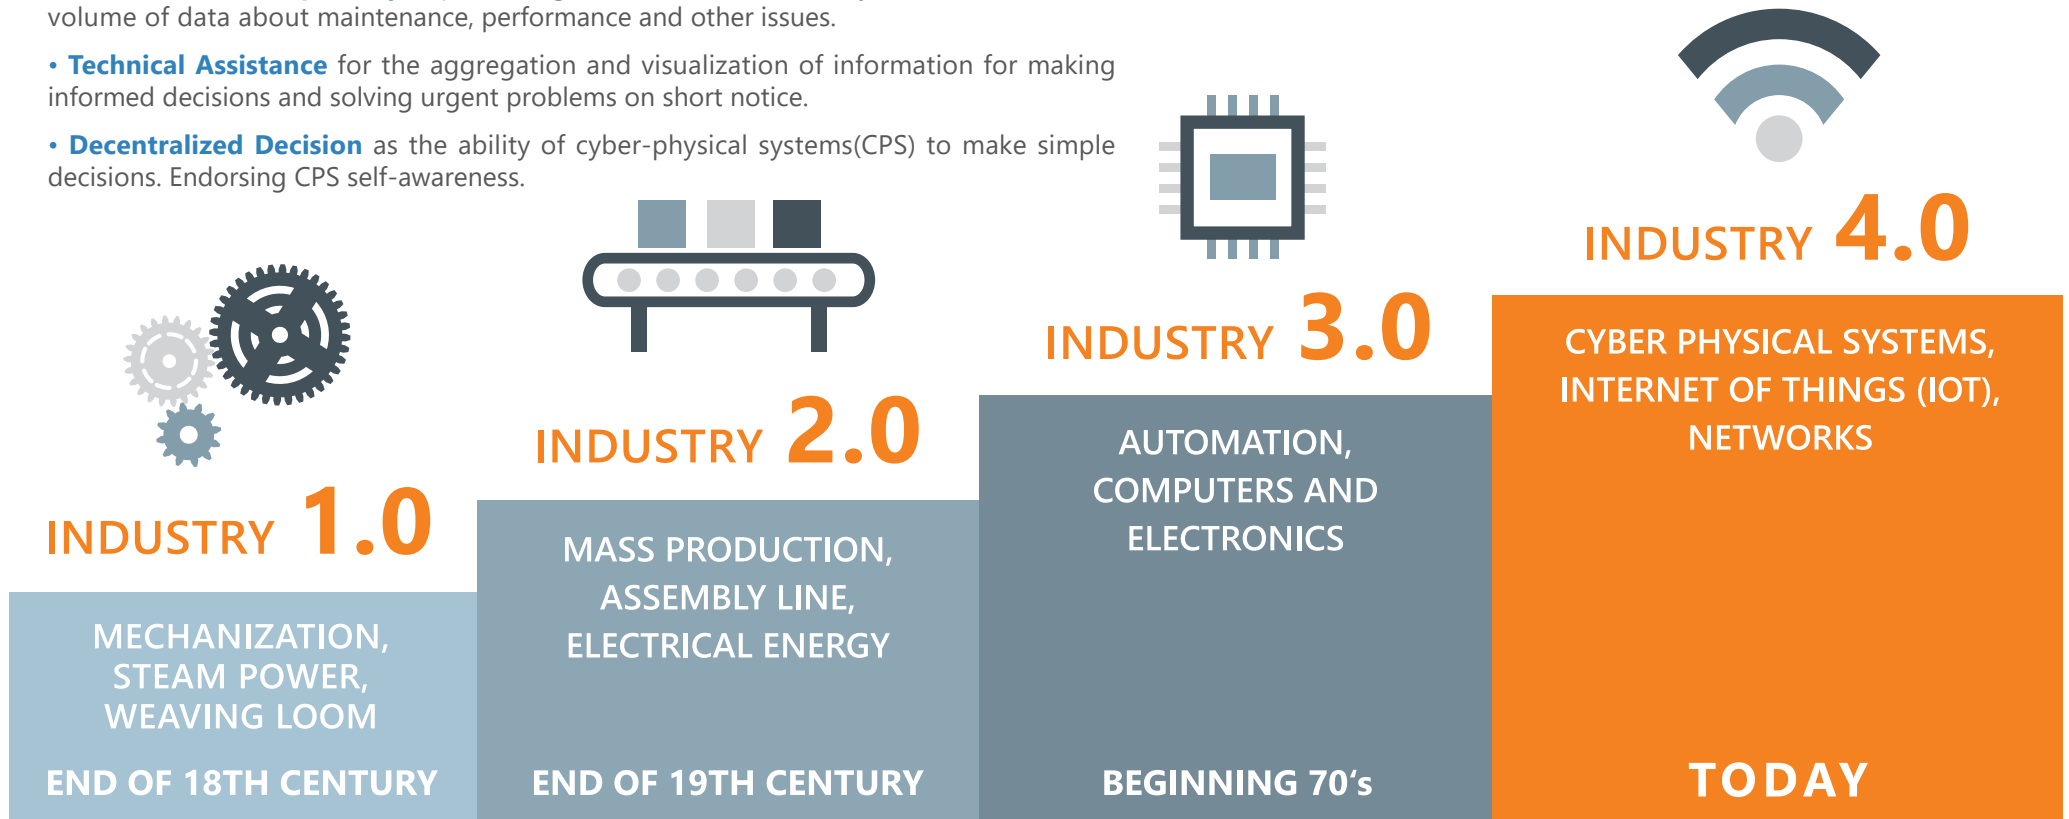 volume of data about maintenance, performance and other issues.
• Technical Assistance for the aggregation and visualization of information for making
informed decisions and solving urgent problems on short notice.
• Decentralized Decision as the ability of cyber-physical systems(CPS) to make simple
decisions. Endorsing CPS self-awareness.
INDUSTRY 1.0
MECHANIZATION,
STEAM POWER,
WEAVING LOOM
END OF 18TH CENTURY
INDUSTRY 2.0
MASS PRODUCTION,
ASSEMBLY LINE,
ELECTRICAL ENERGY
END OF 19TH CENTURY
INDUSTRY 3.0
AUTOMATION,
COMPUTERS AND
ELECTRONICS
BEGINNING 70‘s
INDUSTRY 4.0
CYBER PHYSICAL SYSTEMS,
INTERNET OF THINGS (IOT),
NETWORKS
TODAY